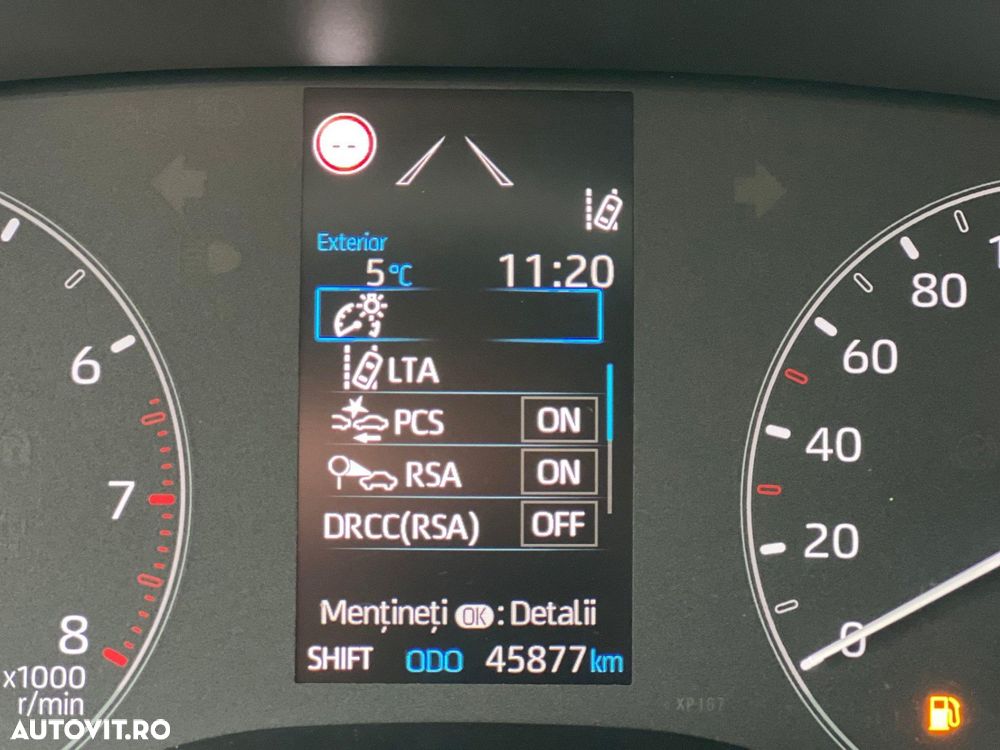 --
Exterior
5°C 11:20
LTA
PCS ON
RSA ON
DRCC(RSA) OFF
Mențineți OK : Detalii
SHIFT ODO 45877 km
6
7
8
x1000
r/min
80
60
40
20
0
XP167
AUTOVIT.RO